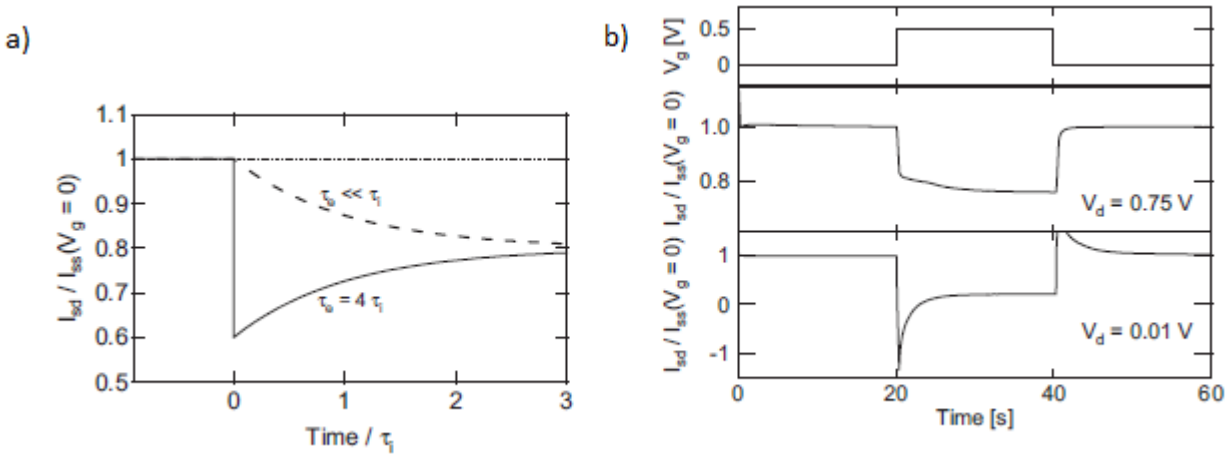 a)
I_sd / I_ss(V_g = 0)
1.1
1
0.9
0.8
0.7
0.6
0.5
τ_e << τ_i
τ_e = 4 τ_i
0
1
2
3
Time / τ_i
b)
V_g [V]
0.5
0
I_sd / I_ss(V_g = 0)
1.0
0.8
V_d = 0.75 V
I_sd / I_ss(V_g = 0)
1
0
-1
V_d = 0.01 V
0
20
40
60
Time [s]